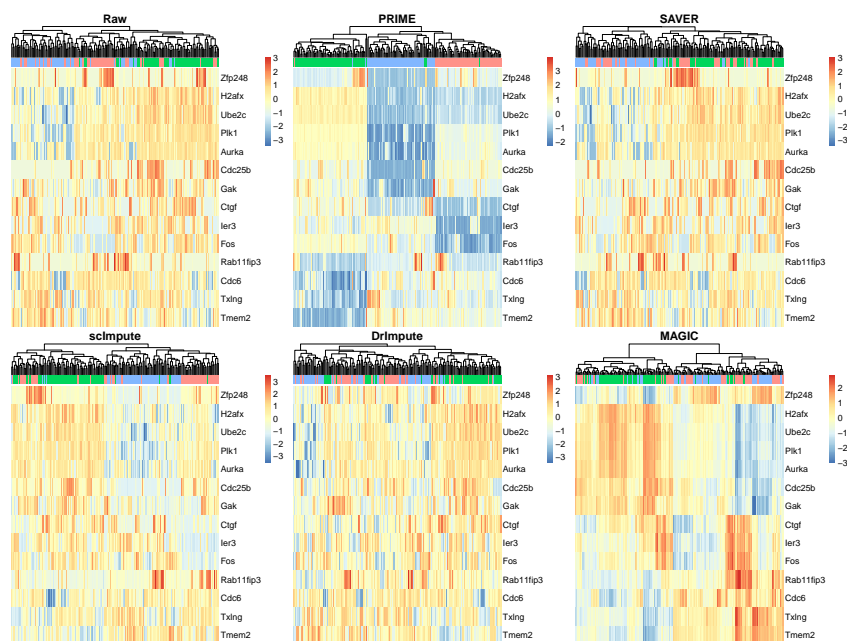 Raw
3
2
1
0
−1
−2
−3
Zfp248
H2afx
Ube2c
Plk1
Aurka
Cdc25b
Gak
Ctgf
Ier3
Fos
Rab11fip3
Cdc6
Txlng
Tmem2
PRIME
3
2
1
0
−1
−2
Zfp248
H2afx
Ube2c
Plk1
Aurka
Cdc25b
Gak
Ctgf
Ier3
Fos
Rab11fip3
Cdc6
Txlng
Tmem2
SAVER
3
2
1
0
−1
−2
−3
Zfp248
H2afx
Ube2c
Plk1
Aurka
Cdc25b
Gak
Ctgf
Ier3
Fos
Rab11fip3
Cdc6
Txlng
Tmem2
scImpute
3
2
1
0
−1
−2
−3
Zfp248
H2afx
Ube2c
Plk1
Aurka
Cdc25b
Gak
Ctgf
Ier3
Fos
Rab11fip3
Cdc6
Txlng
Tmem2
DrImpute
3
2
1
0
−1
−2
−3
Zfp248
H2afx
Ube2c
Plk1
Aurka
Cdc25b
Gak
Ctgf
Ier3
Fos
Rab11fip3
Cdc6
Txlng
Tmem2
MAGIC
2
1
0
−1
−2
Zfp248
H2afx
Ube2c
Plk1
Aurka
Cdc25b
Gak
Ctgf
Ier3
Fos
Rab11fip3
Cdc6
Txlng
Tmem2